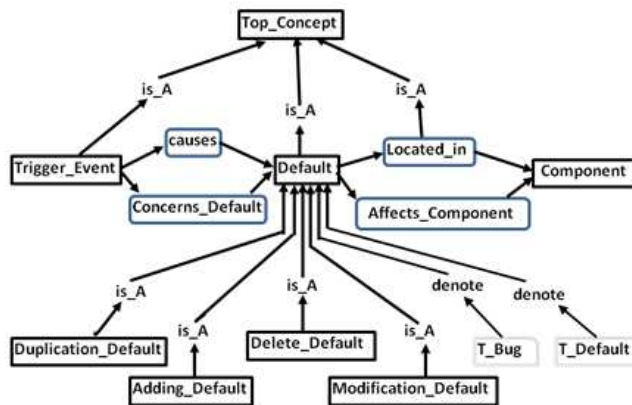 Top_Concept
is_A
is_A
is_A
causes
Located_in
Trigger_Event
Default
Component
Concerns_Default
Affects_Component
is_A
denote
denote
is_A
is_A
is_A
Duplication_Default
Delete_Default
T_Bug
T_Default
Adding_Default
Modification_Default